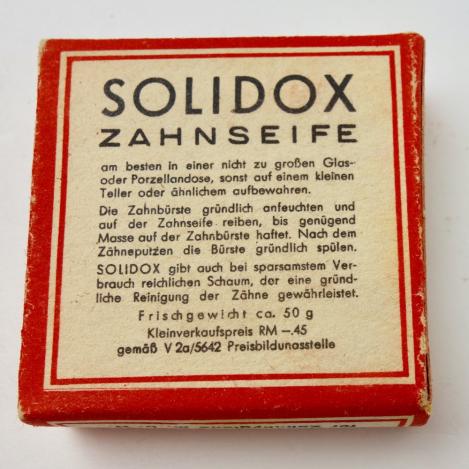 SOLIDOX
ZAHNSEIFE
am besten in einer nicht zu großen Glas-
oder Porzellandose, sonst auf einem kleinen
Teller oder ähnlichem aufbewahren.
Die Zahnbürste gründlich anfeuchten und
auf der Zahnseife reiben, bis genügend
Masse auf der Zahnbürste haftet. Nach dem
Zähneputzen die Bürste gründlich spülen.
SOLIDOX gibt auch bei sparsamstem Ver-
brauch reichlichen Schaum, der eine gründ-
liche Reinigung der Zähne gewährleistet.
Frischgewicht ca. 50 g
Kleinverkaufspreis RM –.45
gemäß V 2a/5642 Preisbildungsstelle